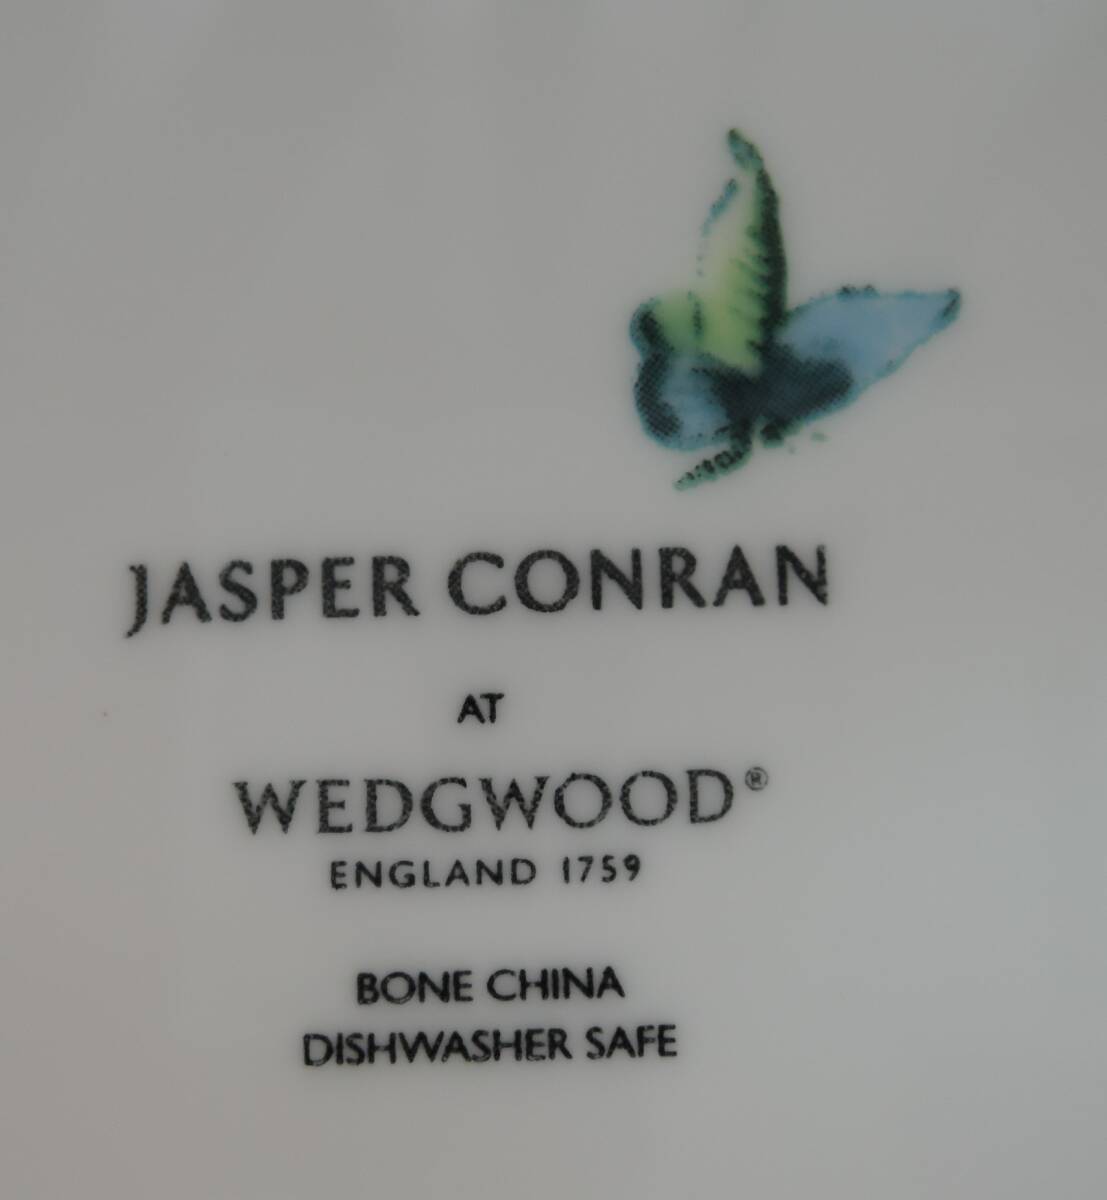 JASPER CONRAN
AT
WEDGWOOD®
ENGLAND 1759
BONE CHINA
DISHWASHER SAFE